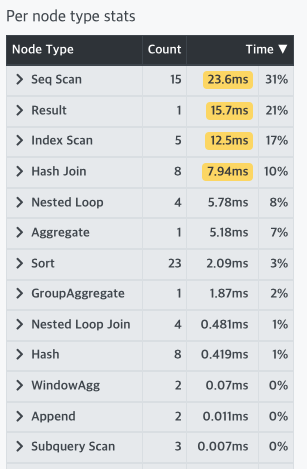 Per node type stats
Node Type Count Time ▼
Seq Scan 15 23.6ms 31%
Result 1 15.7ms 21%
Index Scan 5 12.5ms 17%
Hash Join 8 7.94ms 10%
Nested Loop 4 5.78ms 8%
Aggregate 1 5.18ms 7%
Sort 23 2.09ms 3%
GroupAggregate 1 1.87ms 2%
Nested Loop Join 4 0.481ms 1%
Hash 8 0.419ms 1%
WindowAgg 2 0.07ms 0%
Append 2 0.011ms 0%
Subquery Scan 3 0.007ms 0%